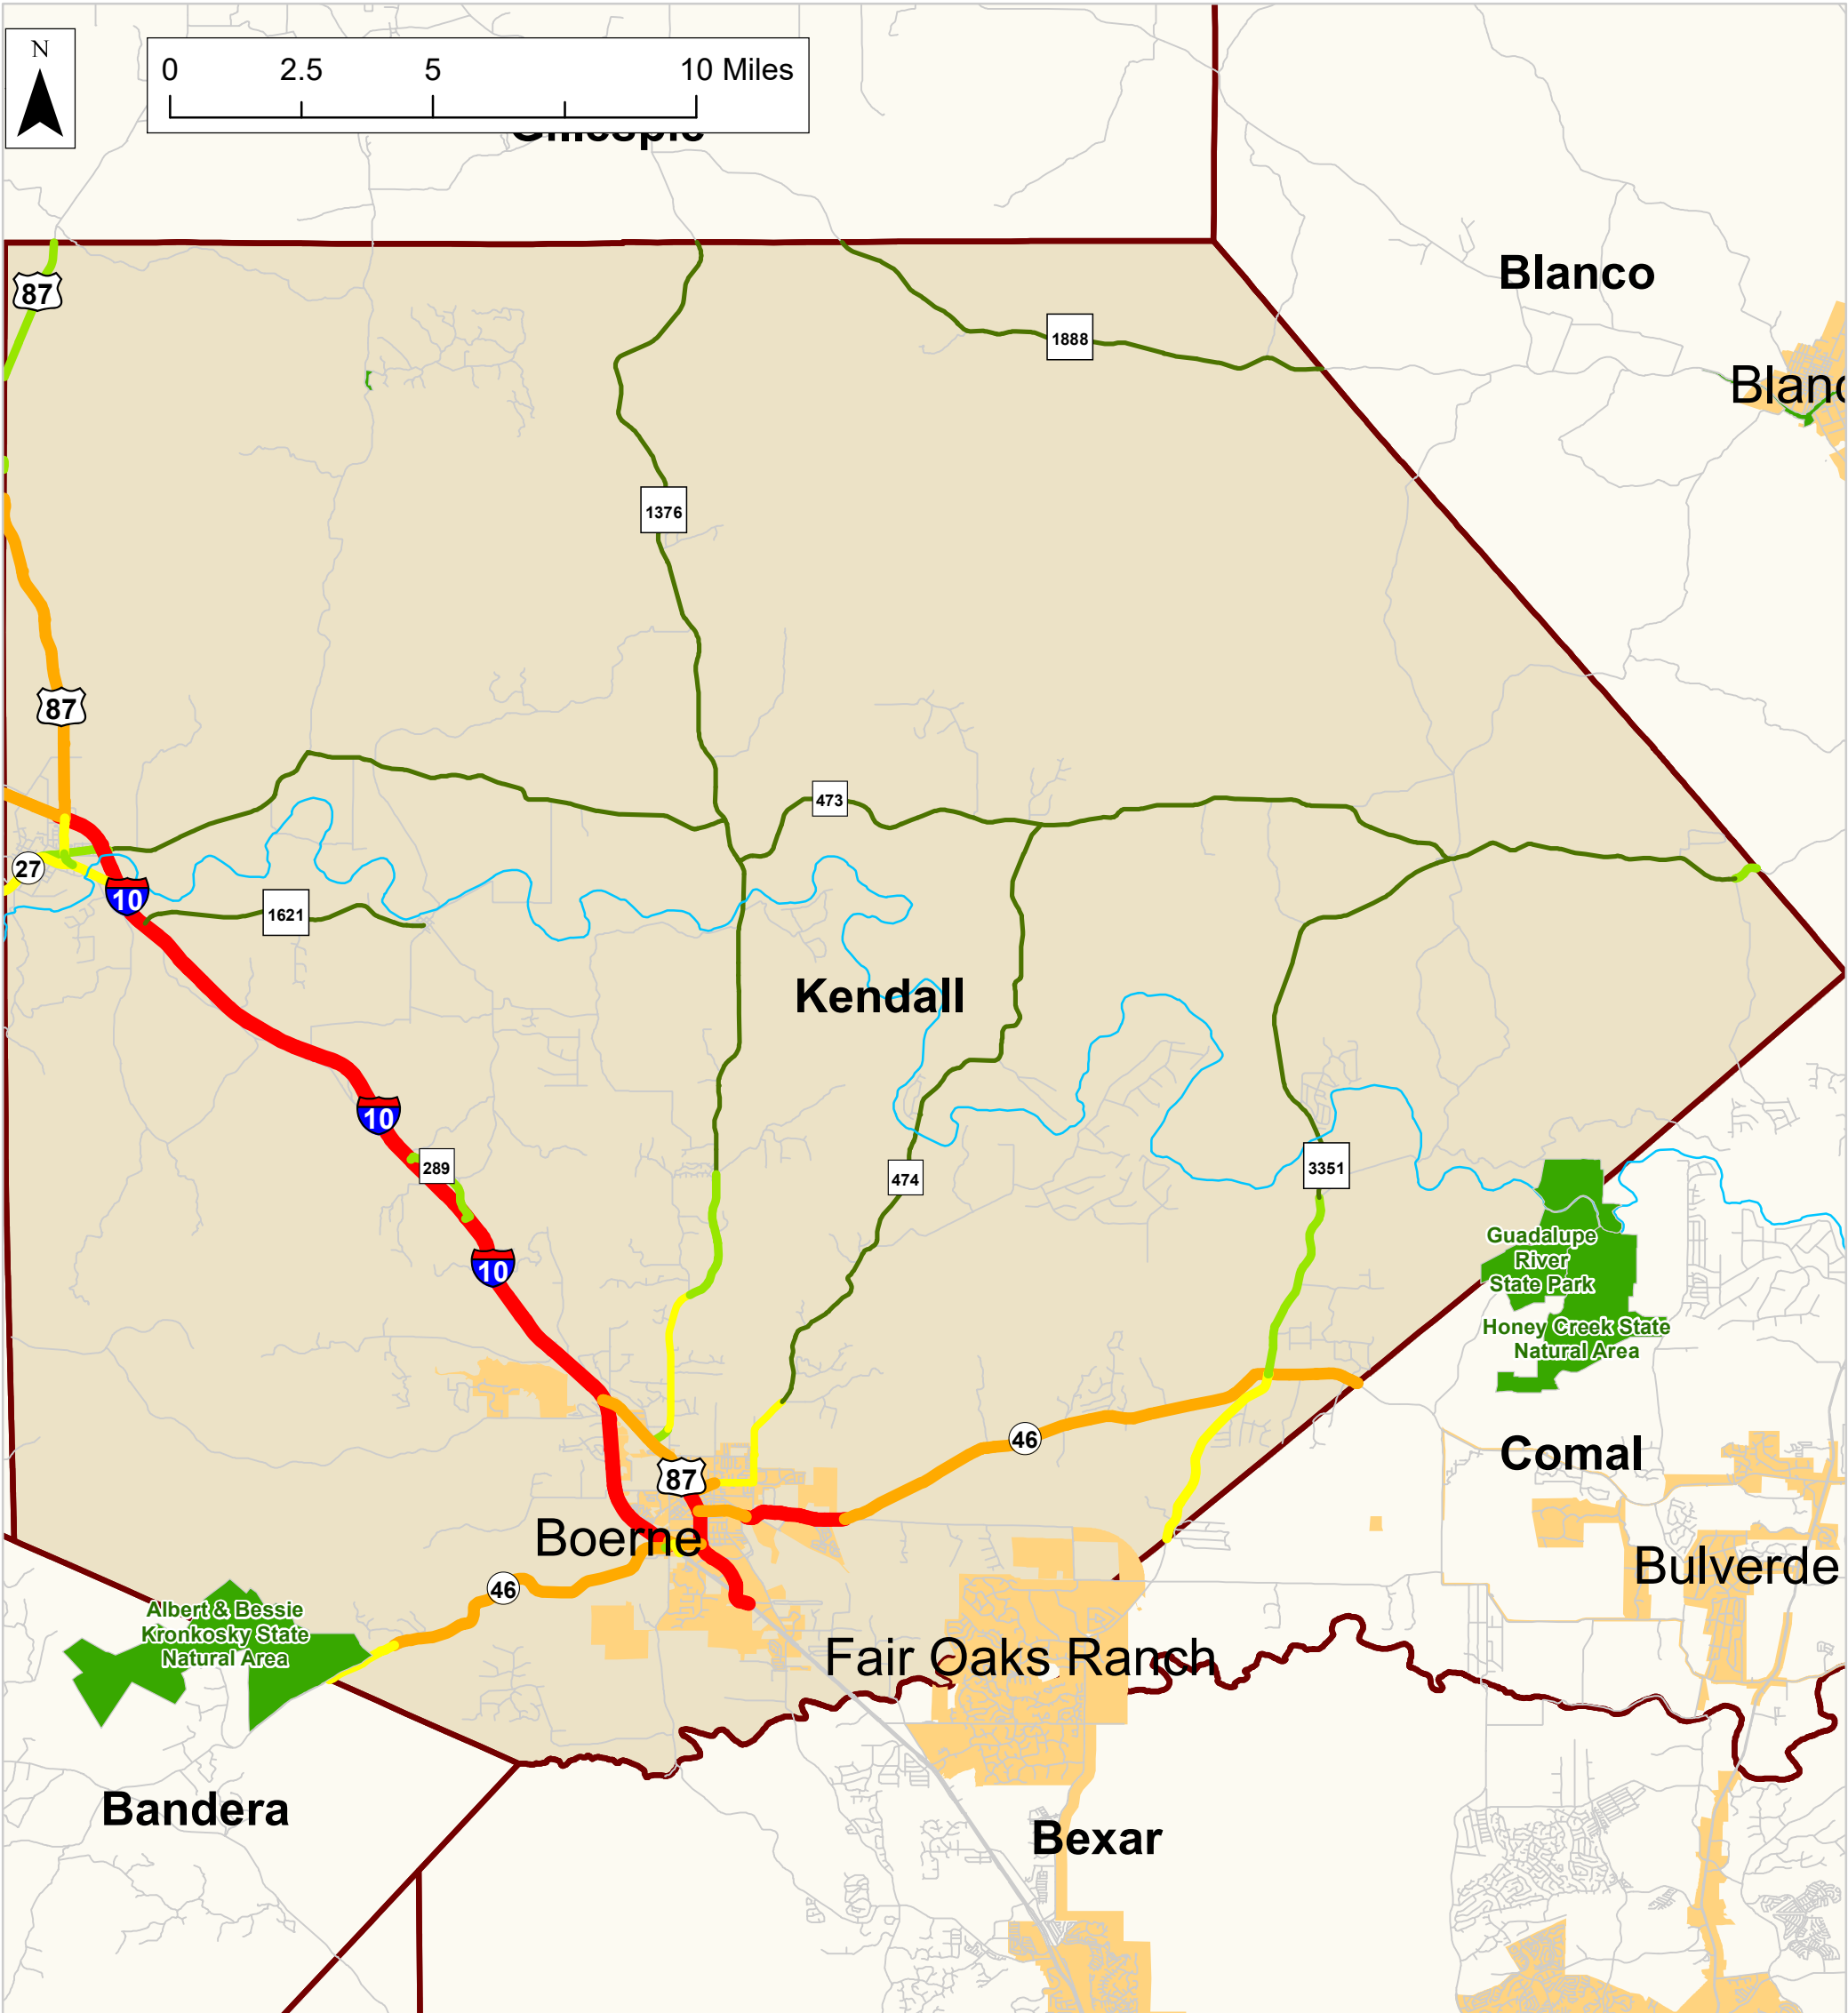 N
0 2.5 5 10 Miles
87
Blanco
1888
1376
87
473
27
10
1621
Kendall
10
289
474
3351
10
Guadalupe
River
State Park
Honey Creek State
Natural Area
46
Comal
87
Boerne
Bulverde
46
Albert & Bessie
Kronkosky State
Natural Area
Fair Oaks Ranch
Bandera
Bexar